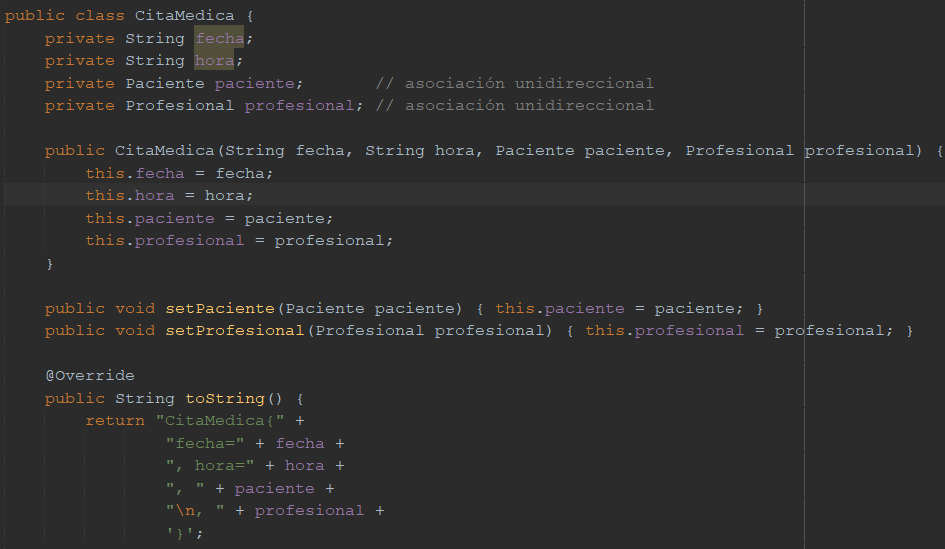 public class CitaMedica {
    private String fecha;
    private String hora;
    private Paciente paciente;       // asociación unidireccional
    private Profesional profesional; // asociación unidireccional

    public CitaMedica(String fecha, String hora, Paciente paciente, Profesional profesional) {
        this.fecha = fecha;
        this.hora = hora;
        this.paciente = paciente;
        this.profesional = profesional;
    }

    public void setPaciente(Paciente paciente) { this.paciente = paciente; }
    public void setProfesional(Profesional profesional) { this.profesional = profesional; }

    @Override
    public String toString() {
        return "CitaMedica{" +
                "fecha=" + fecha +
                ", hora=" + hora +
                ", " + paciente +
                "\n, " + profesional +
                '}';